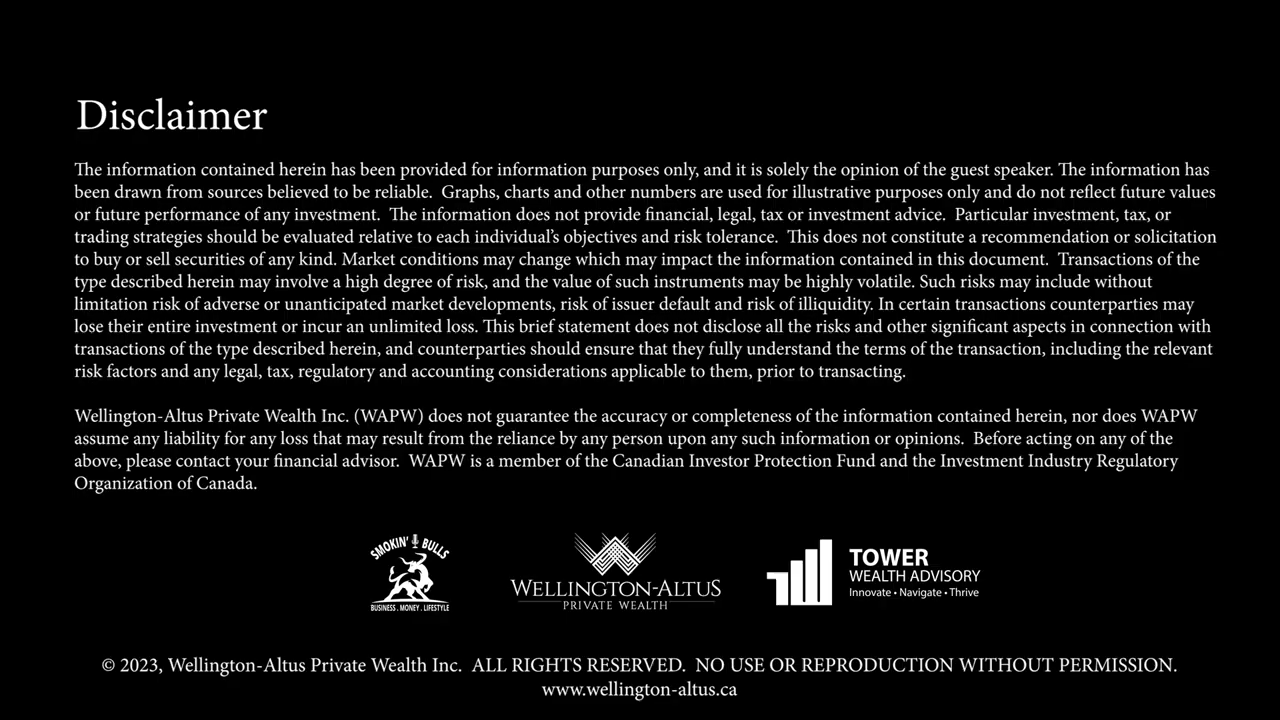 Disclaimer
The information contained herein has been provided for information purposes only, and it is solely the opinion of the guest speaker. The information has
been drawn from sources believed to be reliable.  Graphs, charts and other numbers are used for illustrative purposes only and do not reflect future values
or future performance of any investment.  The information does not provide financial, legal, tax or investment advice.  Particular investment, tax, or
trading strategies should be evaluated relative to each individual’s objectives and risk tolerance.  This does not constitute a recommendation or solicitation
to buy or sell securities of any kind. Market conditions may change which may impact the information contained in this document.  Transactions of the
type described herein may involve a high degree of risk, and the value of such instruments may be highly volatile. Such risks may include without
limitation risk of adverse or unanticipated market developments, risk of issuer default and risk of illiquidity. In certain transactions counterparties may
lose their entire investment or incur an unlimited loss. This brief statement does not disclose all the risks and other significant aspects in connection with
transactions of the type described herein, and counterparties should ensure that they fully understand the terms of the transaction, including the relevant
risk factors and any legal, tax, regulatory and accounting considerations applicable to them, prior to transacting.
Wellington-Altus Private Wealth Inc. (WAPW) does not guarantee the accuracy or completeness of the information contained herein, nor does WAPW
assume any liability for any loss that may result from the reliance by any person upon any such information or opinions.  Before acting on any of the
above, please contact your financial advisor.  WAPW is a member of the Canadian Investor Protection Fund and the Investment Industry Regulatory
Organization of Canada.
SMOKIN' BULLS
BUSINESS . MONEY . LIFESTYLE
WELLINGTON-ALTUS
PRIVATE WEALTH
TOWER
WEALTH ADVISORY
Innovate • Navigate • Thrive
© 2023, Wellington-Altus Private Wealth Inc.  ALL RIGHTS RESERVED.  NO USE OR REPRODUCTION WITHOUT PERMISSION.
www.wellington-altus.ca